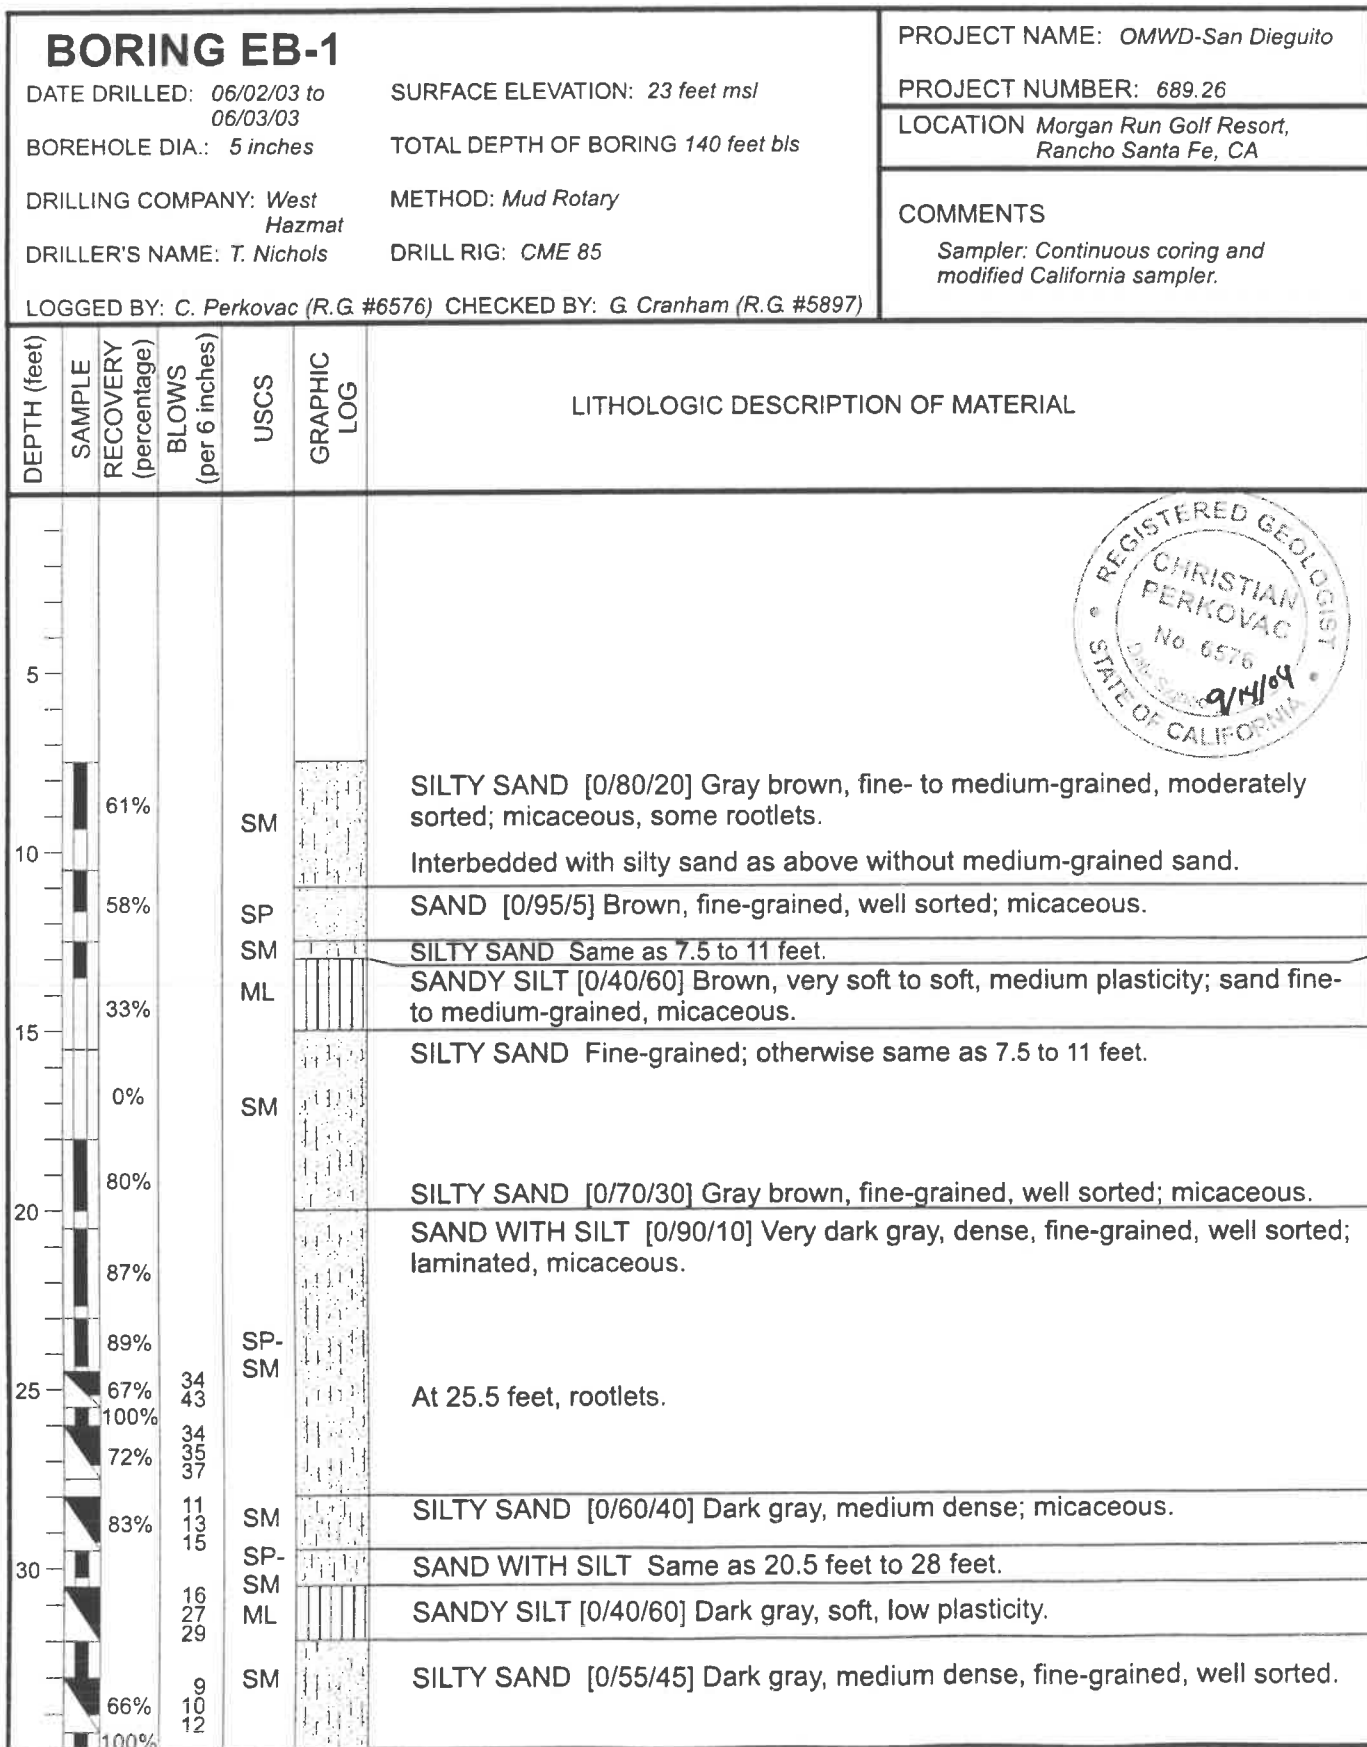 BORING EB-1
DATE DRILLED: 06/02/03 to
06/03/03
SURFACE ELEVATION: 23 feet msl
BOREHOLE DIA.: 5 inches
TOTAL DEPTH OF BORING 140 feet bls
DRILLING COMPANY: West
Hazmat
METHOD: Mud Rotary
DRILLER'S NAME: T. Nichols
DRILL RIG: CME 85
LOGGED BY: C. Perkovac (R.G. #6576) CHECKED BY: G. Cranham (R.G. #5897)
PROJECT NAME: OMWD-San Dieguito
PROJECT NUMBER: 689.26
LOCATION Morgan Run Golf Resort,
Rancho Santa Fe, CA
COMMENTS
Sampler: Continuous coring and
modified California sampler.
DEPTH (feet)
SAMPLE
RECOVERY
(percentage)
BLOWS
(per 6 inches)
USCS
GRAPHIC
LOG
LITHOLOGIC DESCRIPTION OF MATERIAL
REGISTERED GEOLOGIST
CHRISTIAN
PERKOVAC
No. 6576
9/14/04
STATE OF CALIFORNIA
5
61%
SM
SILTY SAND [0/80/20] Gray brown, fine- to medium-grained, moderately
sorted; micaceous, some rootlets.
10
Interbedded with silty sand as above without medium-grained sand.
58%
SP
SAND [0/95/5] Brown, fine-grained, well sorted; micaceous.
SM
SILTY SAND Same as 7.5 to 11 feet.
33%
ML
SANDY SILT [0/40/60] Brown, very soft to soft, medium plasticity; sand fine-
to medium-grained, micaceous.
15
SILTY SAND Fine-grained; otherwise same as 7.5 to 11 feet.
0%
SM
80%
SILTY SAND [0/70/30] Gray brown, fine-grained, well sorted; micaceous.
20
SAND WITH SILT [0/90/10] Very dark gray, dense, fine-grained, well sorted;
laminated, micaceous.
87%
89%
SP-
SM
25
67%
34
43
At 25.5 feet, rootlets.
100%
72%
34
35
37
83%
11
13
15
SM
SILTY SAND [0/60/40] Dark gray, medium dense; micaceous.
30
SP-
SM
SAND WITH SILT Same as 20.5 feet to 28 feet.
16
27
29
ML
SANDY SILT [0/40/60] Dark gray, soft, low plasticity.
SM
SILTY SAND [0/55/45] Dark gray, medium dense, fine-grained, well sorted.
66%
9
10
12
100%